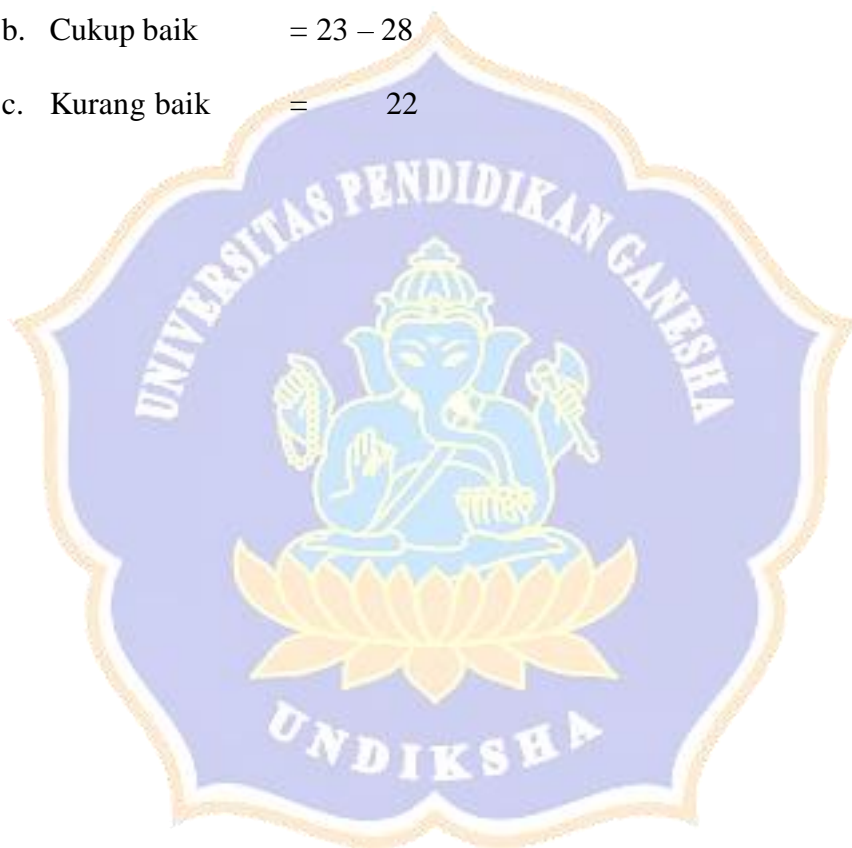 b. Cukup baik = 23 – 28
c. Kurang baik = 22
UNIVERSITAS PENDIDIKAN GANESHA
UNDIKSHA